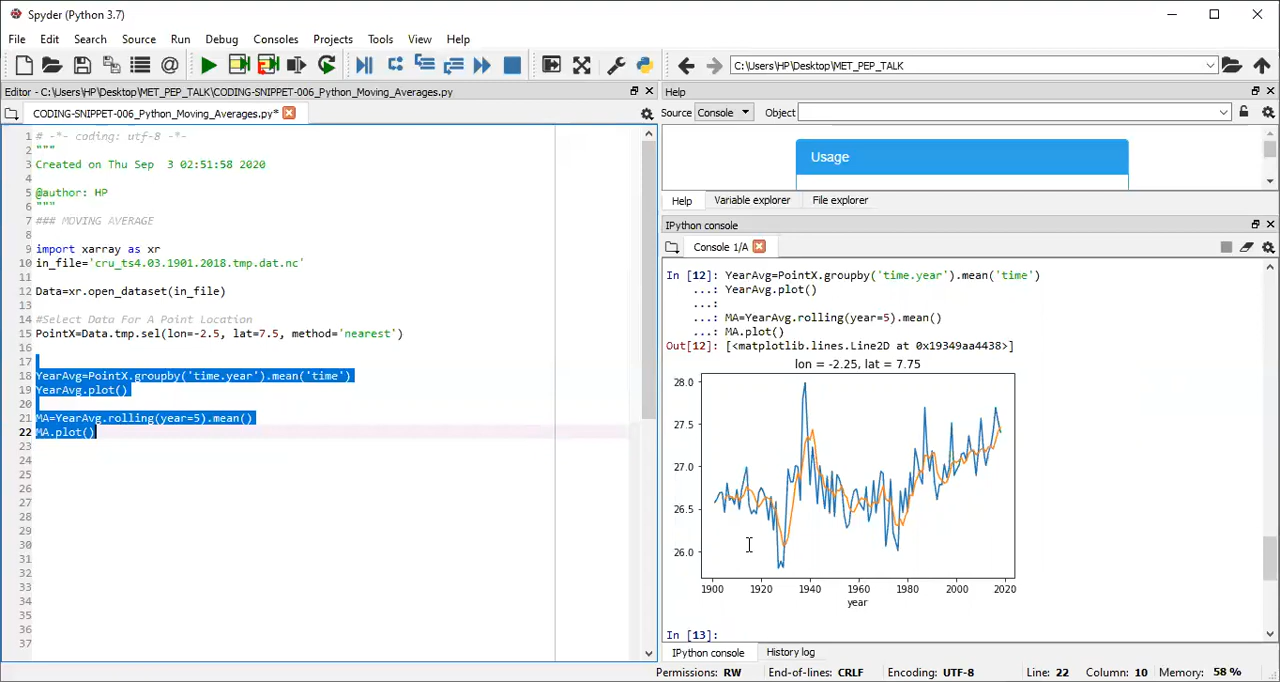 Spyder (Python 3.7)
File Edit Search Source Run Debug Consoles Projects Tools View Help
C:\Users\HP\Desktop\MET_PEP_TALK
Editor - C:\Users\HP\Desktop\MET_PEP_TALK\CODING-SNIPPET-006_Python_Moving_Averages.py
CODING-SNIPPET-006_Python_Moving_Averages.py*
1 # -*- coding: utf-8 -*-
2 """
3 Created on Thu Sep  3 02:51:58 2020
4
5 @author: HP
6 """
7 ### MOVING AVERAGE
8
9 import xarray as xr
10 in_file='cru_ts4.03.1901.2018.tmp.dat.nc'
11
12 Data=xr.open_dataset(in_file)
13
14 #Select Data For A Point Location
15 PointX=Data.tmp.sel(lon=-2.5, lat=7.5, method='nearest')
16
17
18 YearAvg=PointX.groupby('time.year').mean('time')
19 YearAvg.plot()
20
21 MA=YearAvg.rolling(year=5).mean()
22 MA.plot()
23
24
25
26
27
28
29
30
31
32
33
34
35
36
37
Help
Source Console Object
Usage
Help Variable explorer File explorer
IPython console
Console 1/A
In [12]: YearAvg=PointX.groupby('time.year').mean('time')
...: YearAvg.plot()
...:
...: MA=YearAvg.rolling(year=5).mean()
...: MA.plot()
Out[12]: [<matplotlib.lines.Line2D at 0x19349aa4438>]
lon = -2.25, lat = 7.75
28.0
27.5
27.0
26.5
26.0
1900 1920 1940 1960 1980 2000 2020
year
In [13]:
IPython console History log
Permissions: RW End-of-lines: CRLF Encoding: UTF-8 Line: 22 Column: 10 Memory: 58 %